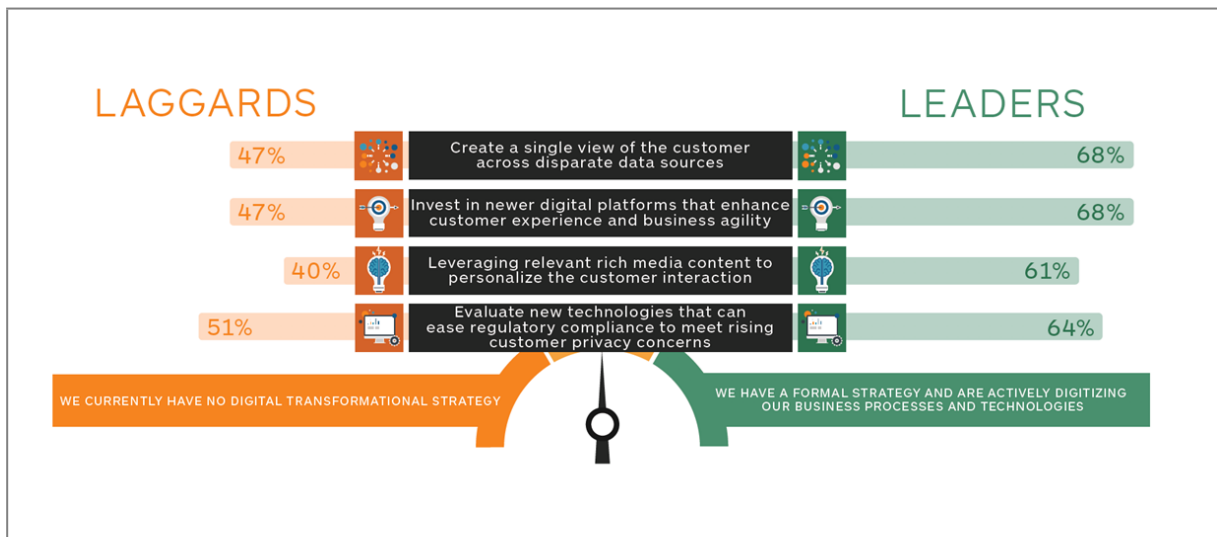 LAGGARDS
LEADERS
47%
Create a single view of the customer
across disparate data sources
68%
47%
Invest in newer digital platforms that enhance
customer experience and business agility
68%
40%
Leveraging relevant rich media content to
personalize the customer interaction
61%
51%
Evaluate new technologies that can
ease regulatory compliance to meet rising
customer privacy concerns
64%
WE CURRENTLY HAVE NO DIGITAL TRANSFORMATIONAL STRATEGY
WE HAVE A FORMAL STRATEGY AND ARE ACTIVELY DIGITIZING
OUR BUSINESS PROCESSES AND TECHNOLOGIES